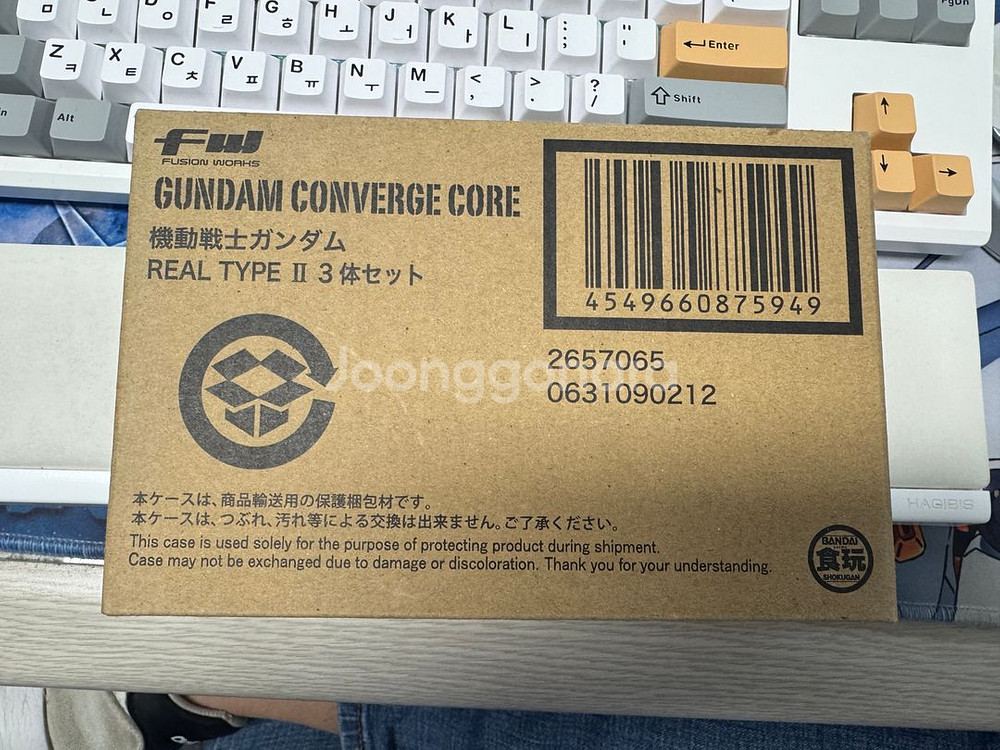 ㅁ ㅇ ㄹ G ㅎ H ㅗ J ㅓ K ㅏ L ㅣ : ; " ' Enter PgDn
Z ㅋ X ㅌ C ㅊ V ㅍ B ㅠ N ㅜ M ㅡ < , > . ? / Shift
Alt
FW
FUSION WORKS
GUNDAM CONVERGE CORE
機動戦士ガンダム
REAL TYPE Ⅱ 3体セット
4549660875949
2657065
0631090212
Joonggonara
本ケースは、商品輸送用の保護梱包材です。
本ケースは、つぶれ、汚れ等による交換は出来ません。ご了承ください。
This case is used solely for the purpose of protecting product during shipment.
Case may not be exchanged due to damage or discoloration. Thank you for your understanding.
BANDAI
食玩
SHOKUGAN
HAGIBIS